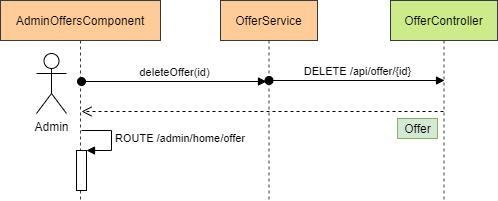 AdminOffersComponent
OfferService
OfferController
deleteOffer(id)
DELETE /api/offer/{id}
Admin
Offer
ROUTE /admin/home/offer